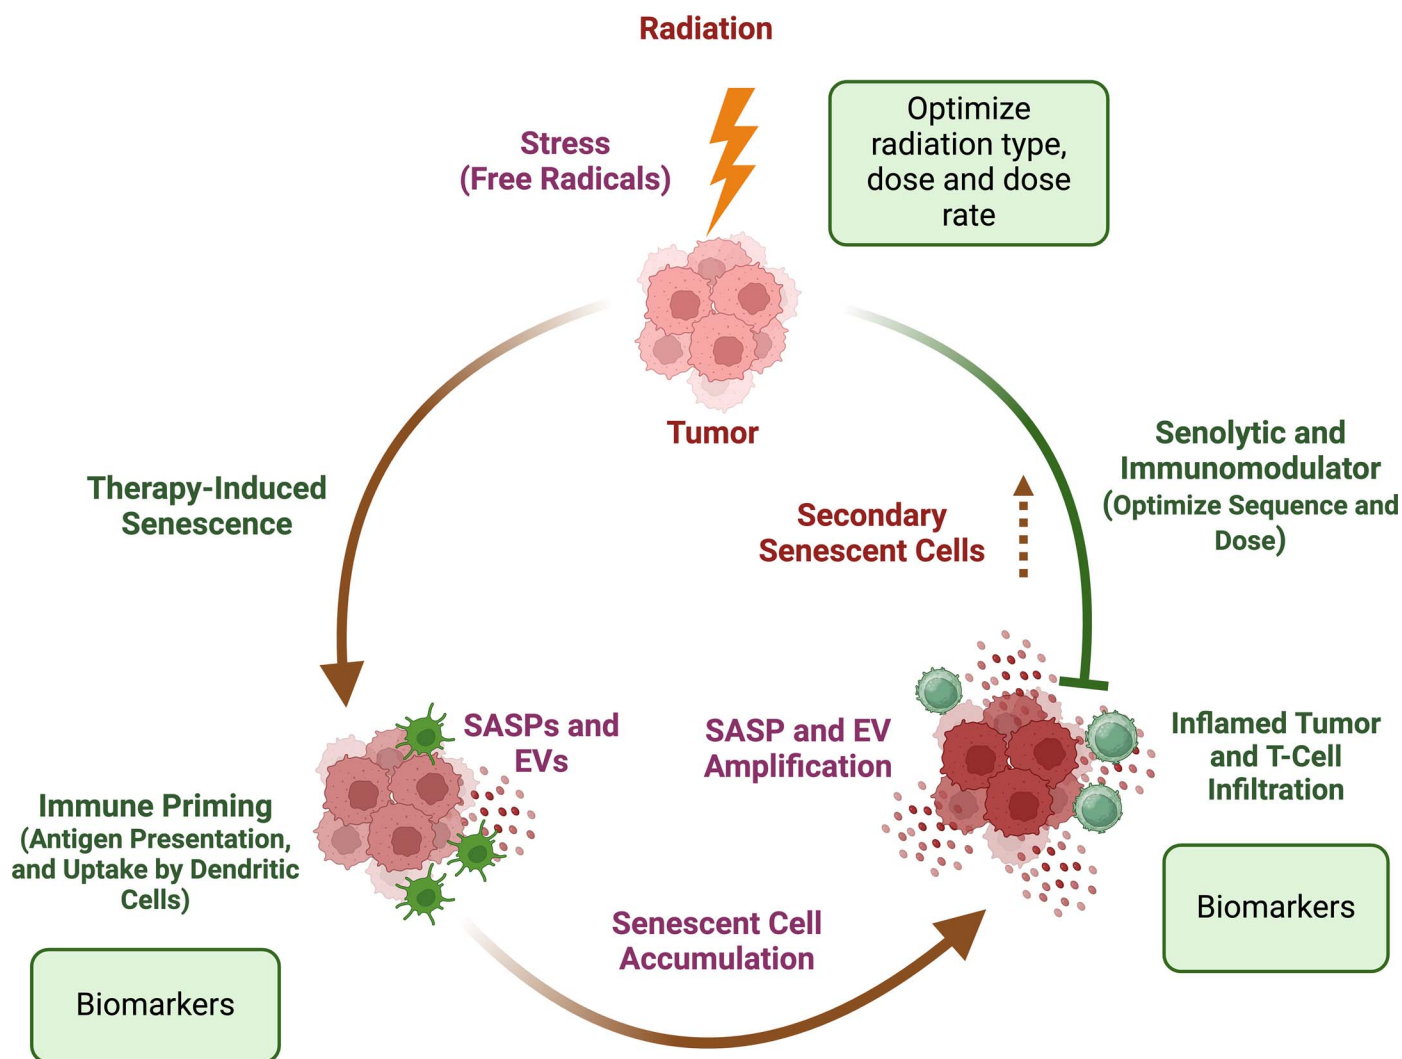 Radiation
Stress
(Free Radicals)
Optimize
radiation type,
dose and dose
rate
Tumor
Therapy-Induced
Senescence
Senolytic and
Immunomodulator
(Optimize Sequence and
Dose)
Secondary
Senescent Cells
SASPs and
EVs
SASP and EV
Amplification
Inflamed Tumor
and T-Cell
Infiltration
Immune Priming
(Antigen Presentation,
and Uptake by Dendritic
Cells)
Biomarkers
Senescent Cell
Accumulation
Biomarkers